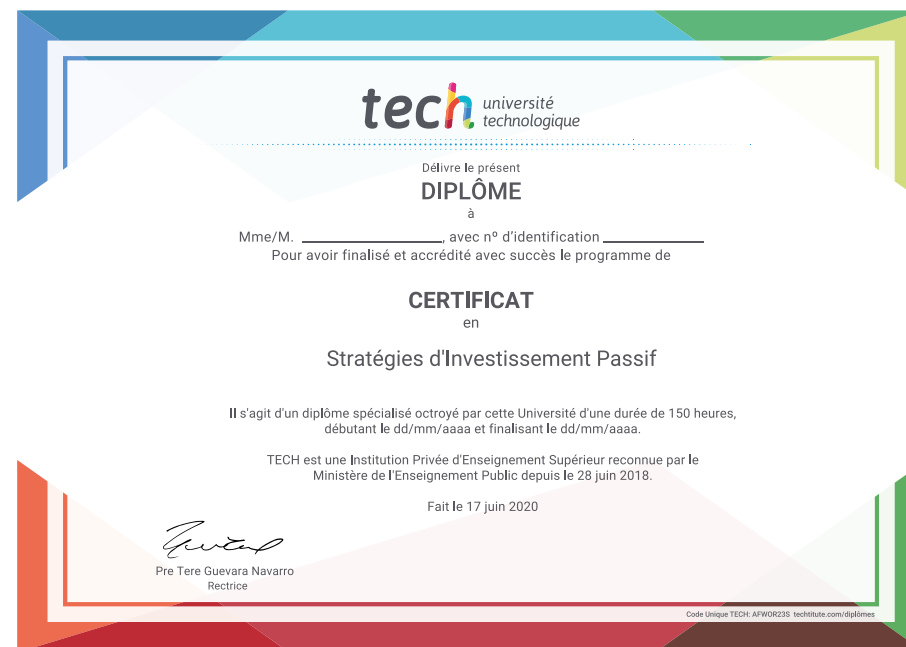 tech université
technologique
Délivre le présent
DIPLÔME
à
Mme/M. ____________________, avec nº d'identification ______________
Pour avoir finalisé et accrédité avec succès le programme de
CERTIFICAT
en
Stratégies d'Investissement Passif
Il s'agit d'un diplôme spécialisé octroyé par cette Université d'une durée de 150 heures,
débutant le dd/mm/aaaa et finalisant le dd/mm/aaaa.
TECH est une Institution Privée d'Enseignement Supérieur reconnue par le
Ministère de l'Enseignement Public depuis le 28 juin 2018.
Fait le 17 juin 2020
Pre Tere Guevara Navarro
Rectrice
Code Unique TECH: AFWOR23S techtitute.com/diplômes